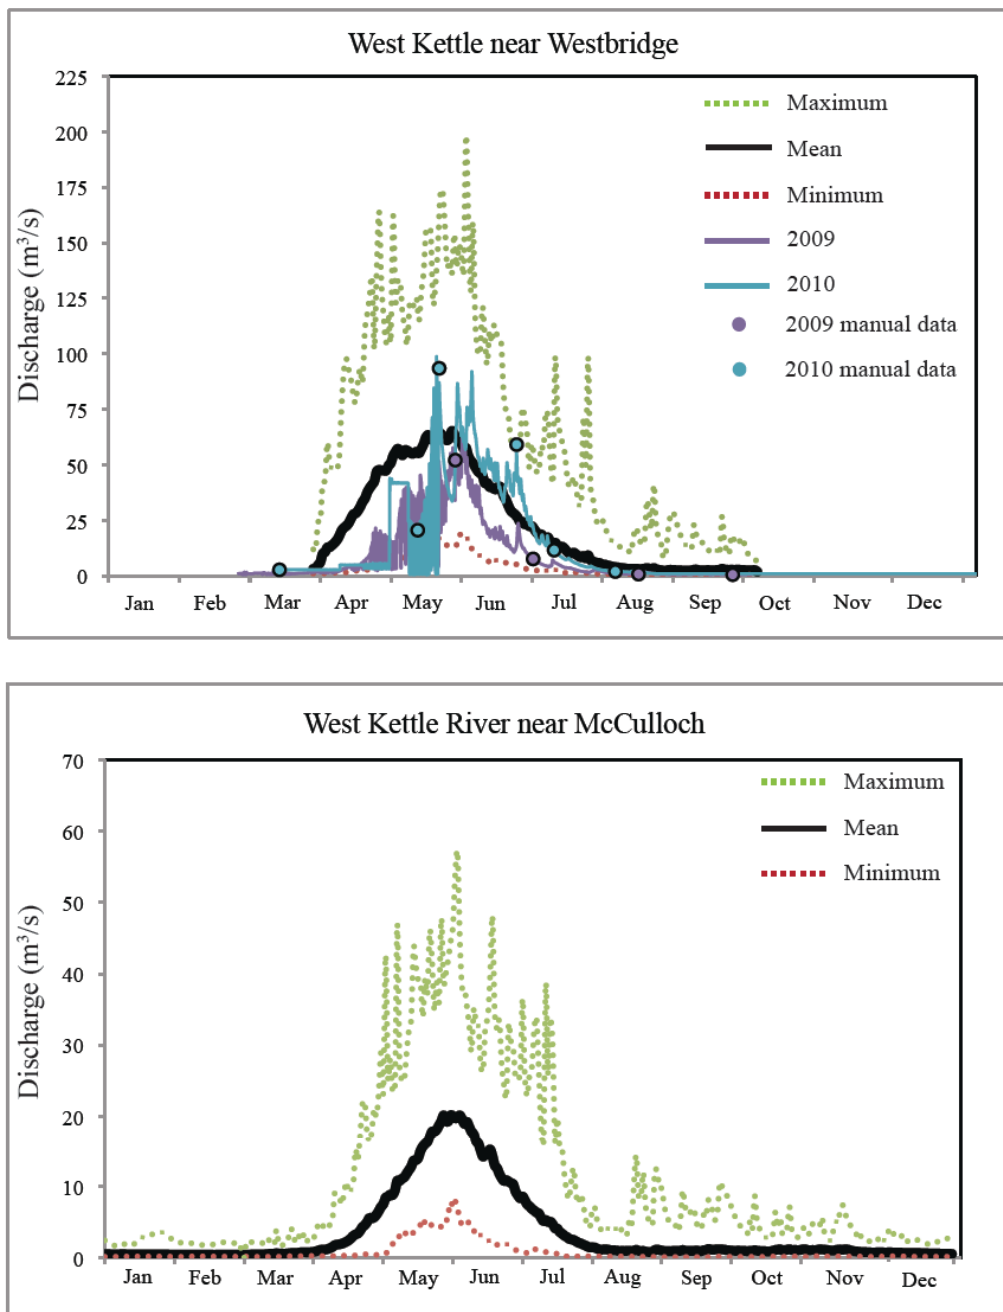 West Kettle near Westbridge
225
200
175
150
125
100
75
50
25
0
Discharge (m³/s)
Maximum
Mean
Minimum
2009
2010
2009 manual data
2010 manual data
Jan Feb Mar Apr May Jun Jul Aug Sep Oct Nov Dec
West Kettle River near McCulloch
70
60
50
40
30
20
10
0
Discharge (m³/s)
Maximum
Mean
Minimum
Jan Feb Mar Apr May Jun Jul Aug Sep Oct Nov Dec